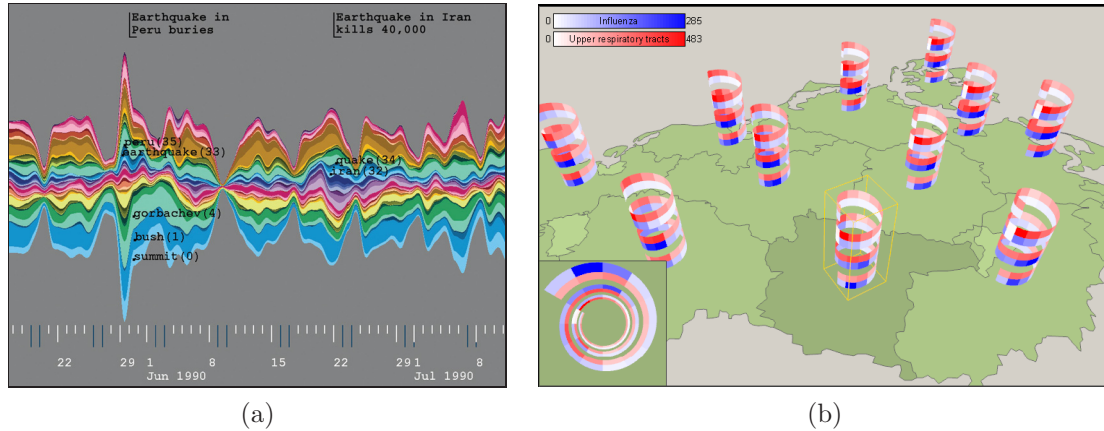 Earthquake in
Peru buries
Earthquake in Iran
kills 40,000
peru(35)
earthquake(33)
quake(34)
iran(32)
gorbachev(4)
bush(1)
summit(0)
22 29 1 8 15 22 29 1 8
Jun 1990 Jul 1990
(a)
0 Influenza 285
0 Upper respiratory tracts 483
(b)